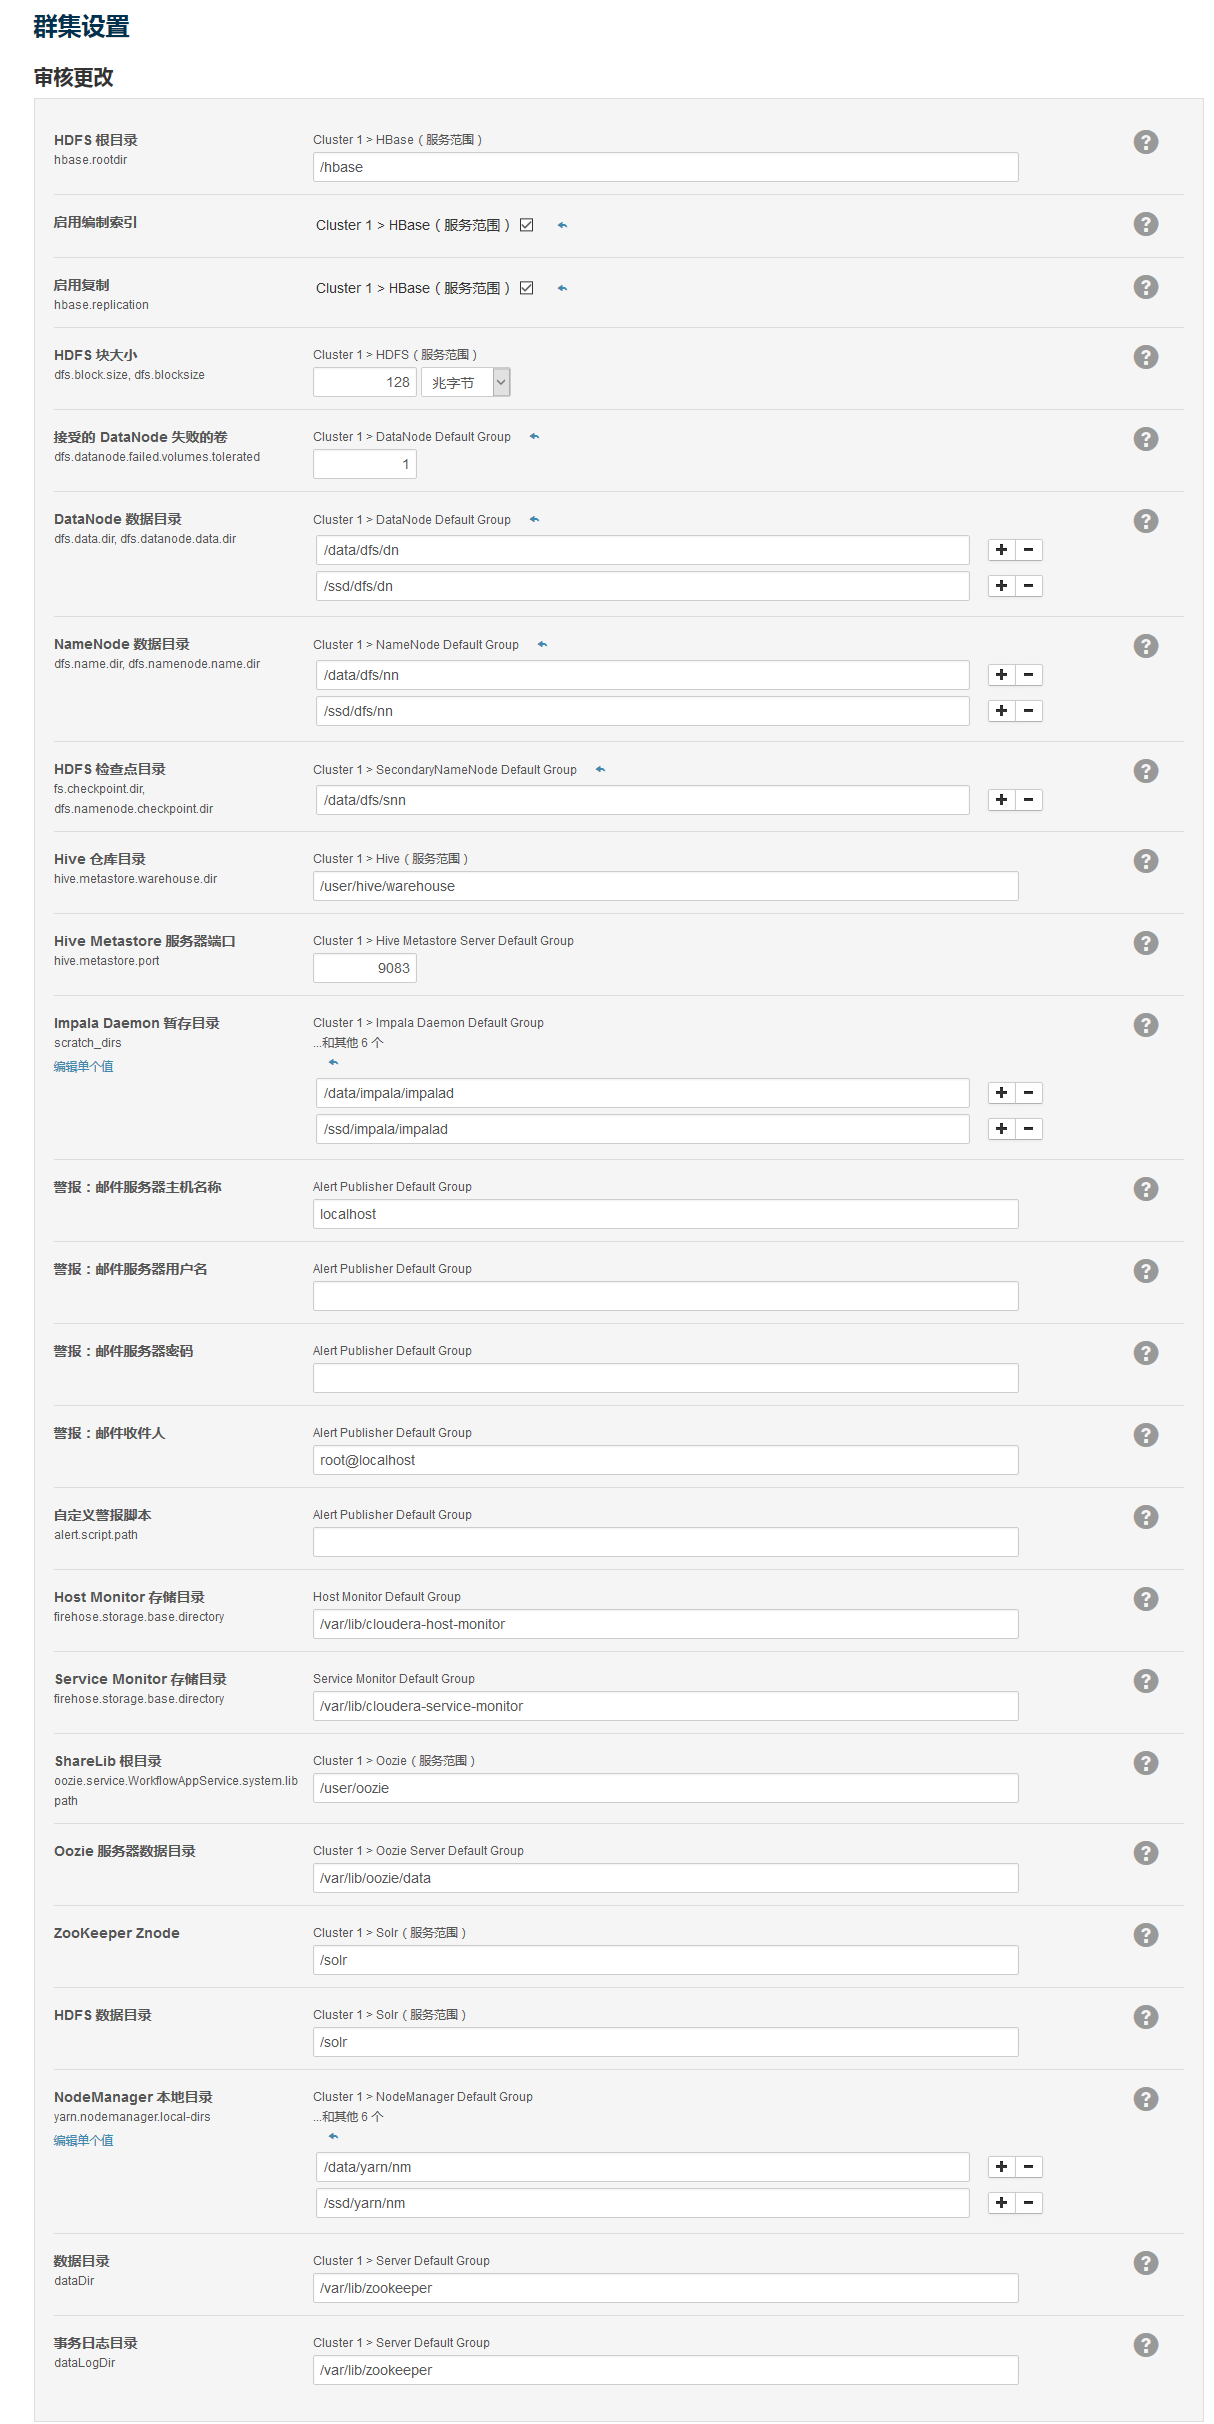 群集设置
审核更改
HDFS 根目录
hbase.rootdir
Cluster 1 > HBase（服务范围）
/hbase
启用编制索引
Cluster 1 > HBase（服务范围）
启用复制
hbase.replication
Cluster 1 > HBase（服务范围）
HDFS 块大小
dfs.block.size, dfs.blocksize
Cluster 1 > HDFS（服务范围）
128 兆字节
接受的 DataNode 失败的卷
dfs.datanode.failed.volumes.tolerated
Cluster 1 > DataNode Default Group
1
DataNode 数据目录
dfs.data.dir, dfs.datanode.data.dir
Cluster 1 > DataNode Default Group
/data/dfs/dn
/ssd/dfs/dn
NameNode 数据目录
dfs.name.dir, dfs.namenode.name.dir
Cluster 1 > NameNode Default Group
/data/dfs/nn
/ssd/dfs/nn
HDFS 检查点目录
fs.checkpoint.dir,
dfs.namenode.checkpoint.dir
Cluster 1 > SecondaryNameNode Default Group
/data/dfs/snn
Hive 仓库目录
hive.metastore.warehouse.dir
Cluster 1 > Hive（服务范围）
/user/hive/warehouse
Hive Metastore 服务器端口
hive.metastore.port
Cluster 1 > Hive Metastore Server Default Group
9083
Impala Daemon 暂存目录
scratch_dirs
编辑单个值
Cluster 1 > Impala Daemon Default Group
...和其他 6 个
/data/impala/impalad
/ssd/impala/impalad
警报：邮件服务器主机名称
Alert Publisher Default Group
localhost
警报：邮件服务器用户名
Alert Publisher Default Group
警报：邮件服务器密码
Alert Publisher Default Group
警报：邮件收件人
Alert Publisher Default Group
root@localhost
自定义警报脚本
alert.script.path
Alert Publisher Default Group
Host Monitor 存储目录
firehose.storage.base.directory
Host Monitor Default Group
/var/lib/cloudera-host-monitor
Service Monitor 存储目录
firehose.storage.base.directory
Service Monitor Default Group
/var/lib/cloudera-service-monitor
ShareLib 根目录
oozie.service.WorkflowAppService.system.lib
path
Cluster 1 > Oozie（服务范围）
/user/oozie
Oozie 服务器数据目录
Cluster 1 > Oozie Server Default Group
/var/lib/oozie/data
ZooKeeper Znode
Cluster 1 > Solr（服务范围）
/solr
HDFS 数据目录
Cluster 1 > Solr（服务范围）
/solr
NodeManager 本地目录
yarn.nodemanager.local-dirs
编辑单个值
Cluster 1 > NodeManager Default Group
...和其他 6 个
/data/yarn/nm
/ssd/yarn/nm
数据目录
dataDir
Cluster 1 > Server Default Group
/var/lib/zookeeper
事务日志目录
dataLogDir
Cluster 1 > Server Default Group
/var/lib/zookeeper